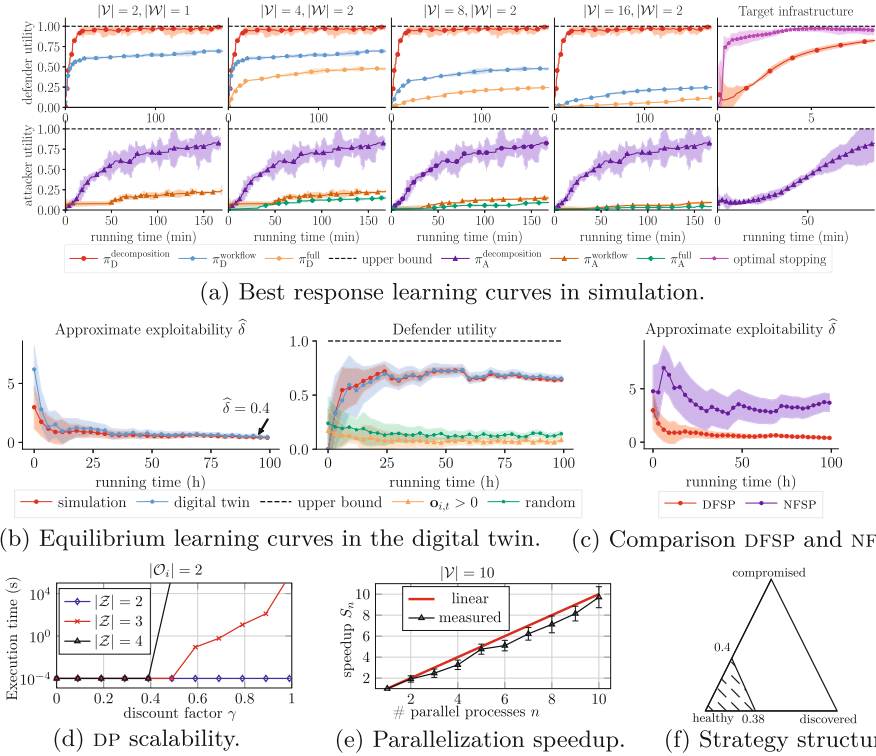 |𝒱| = 2, |𝒲| = 1 |𝒱| = 4, |𝒲| = 2 |𝒱| = 8, |𝒲| = 2 |𝒱| = 16, |𝒲| = 2 Target infrastructure
defender utility
1.00
0.75
0.50
0.25
0.00
100 100 100 100 5
attacker utility
1.00
0.75
0.50
0.25
0.00
0 50 100 150 0 50 100 150 0 50 100 150 0 50 100 150 0 50
running time (min) running time (min) running time (min) running time (min) running time (min)
π_D^decomposition π_D^workflow π_D^full upper bound π_A^decomposition π_A^workflow π_A^full optimal stopping
(a) Best response learning curves in simulation.
Approximate exploitability δ̂ Defender utility Approximate exploitability δ̂
5
0
δ̂ = 0.4
0 25 50 75 100
running time (h)
1.0
0.5
0.0
0 25 50 75 100
running time (h)
5
0
0 50 100
running time (h)
simulation digital twin upper bound o_{i,t} > 0 random
DFSP NFSP
(b) Equilibrium learning curves in the digital twin. (c) Comparison DFSP and NF
|𝒪_i| = 2
Execution time (s)
10^4
10^0
10^−4
|𝒵| = 2
|𝒵| = 3
|𝒵| = 4
0 0.2 0.4 0.6 0.8 1
discount factor γ
|𝒱| = 10
speedup S_n
10
8
6
4
2
linear
measured
2 4 6 8 10
# parallel processes n
compromised
0.4
healthy 0.38 discovered
(d) DP scalability. (e) Parallelization speedup. (f) Strategy structur